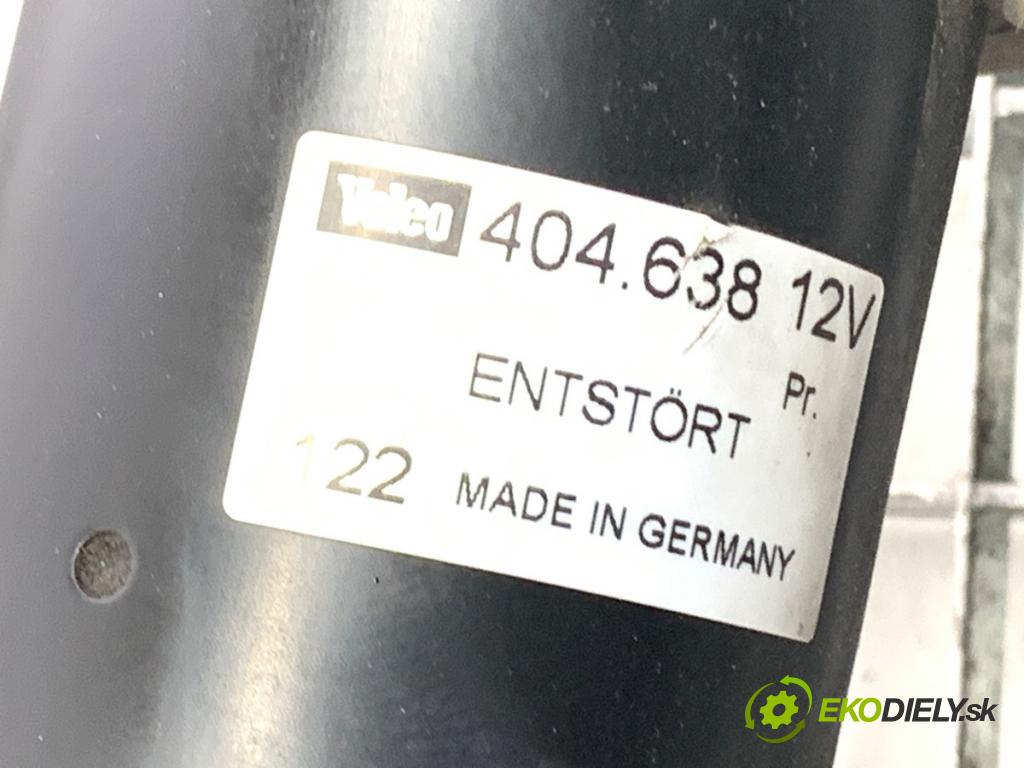 Valeo 404.638 12V
ENTSTÖRT Pr.
122 MADE IN GERMANY
EKODIELY.sk